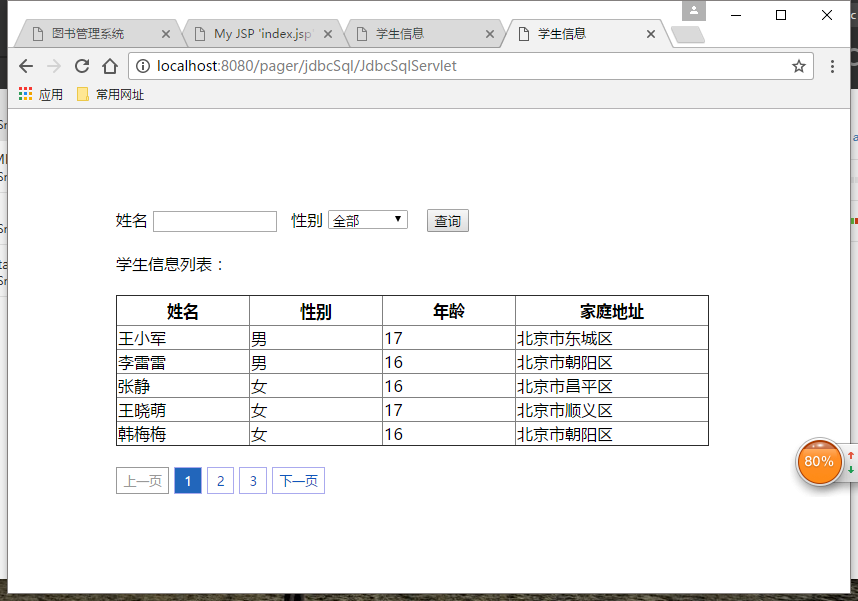 图书管理系统 My JSP 'index.jsp' 学生信息 学生信息
localhost:8080/pager/jdbcSql/JdbcSqlServlet
应用 常用网址
姓名 性别 全部 查询
学生信息列表：
姓名 性别 年龄 家庭地址
王小军 男 17 北京市东城区
李雷雷 男 16 北京市朝阳区
张静 女 16 北京市昌平区
王晓萌 女 17 北京市顺义区
韩梅梅 女 16 北京市朝阳区
80%
上一页 1 2 3 下一页